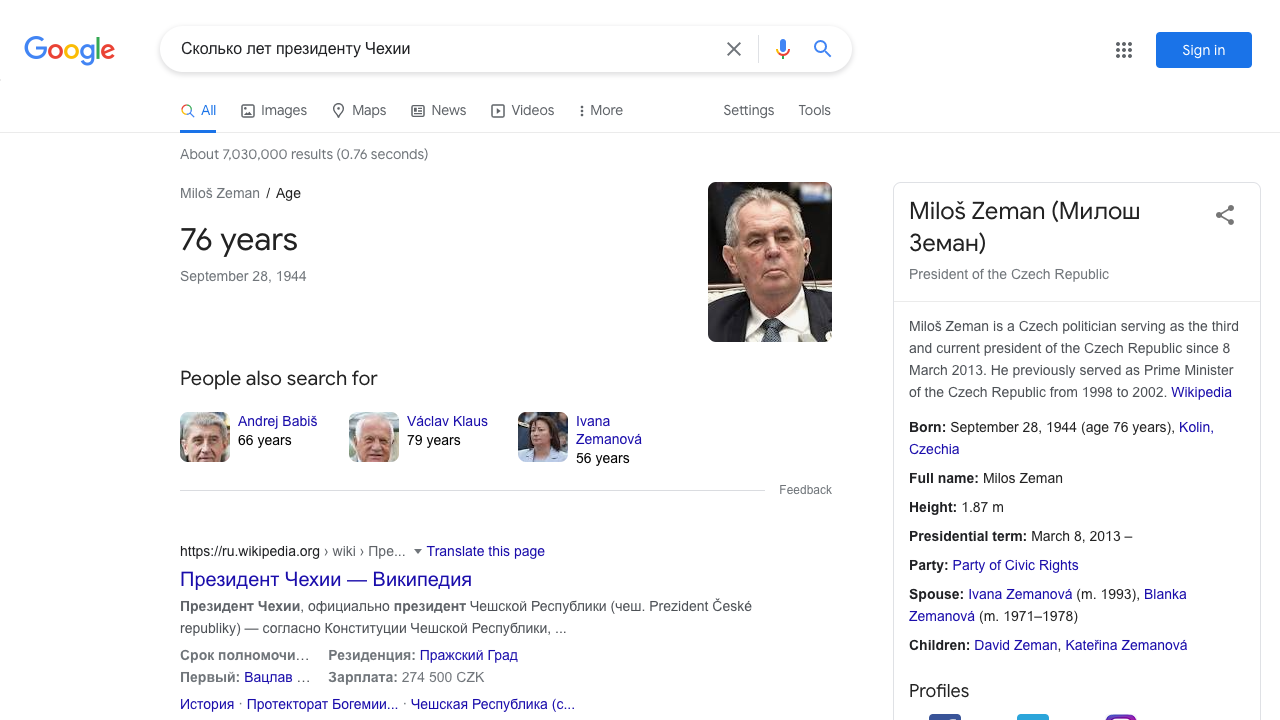 Google
Сколько лет президенту Чехии
Sign in
All Images Maps News Videos More Settings Tools
About 7,030,000 results (0.76 seconds)
Miloš Zeman / Age
76 years
September 28, 1944
People also search for
Andrej Babiš
66 years
Václav Klaus
79 years
Ivana
Zemanová
56 years
Feedback
https://ru.wikipedia.org › wiki › Пре... Translate this page
Президент Чехии — Википедия
Президент Чехии, официально президент Чешской Республики (чеш. Prezident České
republiky) — согласно Конституции Чешской Республики, ...
Срок полномочи… Резиденция: Пражский Град
Первый: Вацлав … Зарплата: 274 500 CZK
История · Протекторат Богемии... · Чешская Республика (с...
Miloš Zeman (Милош
Земан)
President of the Czech Republic
Miloš Zeman is a Czech politician serving as the third
and current president of the Czech Republic since 8
March 2013. He previously served as Prime Minister
of the Czech Republic from 1998 to 2002. Wikipedia
Born: September 28, 1944 (age 76 years), Kolin,
Czechia
Full name: Milos Zeman
Height: 1.87 m
Presidential term: March 8, 2013 –
Party: Party of Civic Rights
Spouse: Ivana Zemanová (m. 1993), Blanka
Zemanová (m. 1971–1978)
Children: David Zeman, Kateřina Zemanová
Profiles